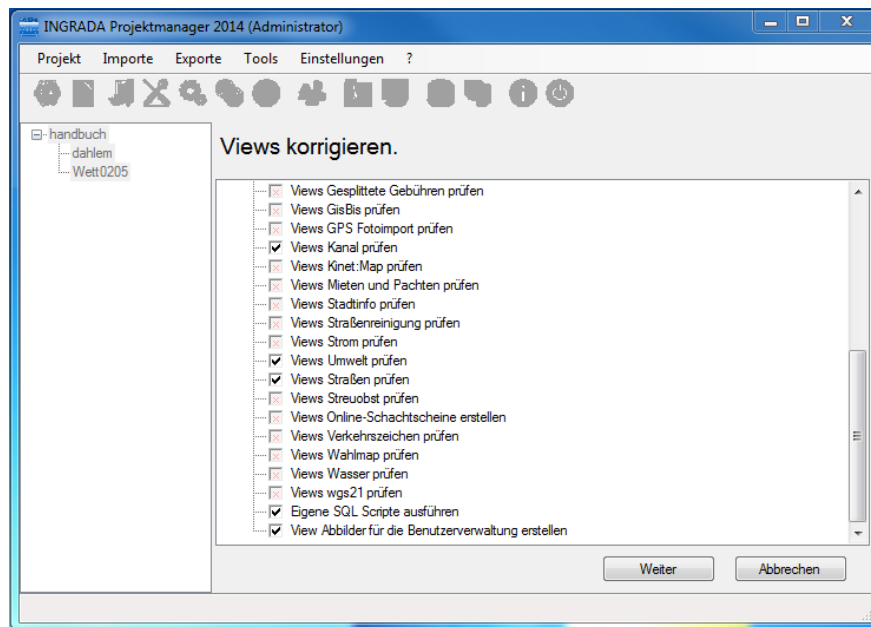 INGRADA Projektmanager 2014 (Administrator)
Projekt Importe Exporte Tools Einstellungen ?
handbuch
dahlem
Wett0205
Views korrigieren.
Views Gesplittete Gebühren prüfen
Views GisBis prüfen
Views GPS Fotoimport prüfen
Views Kanal prüfen
Views Kinet:Map prüfen
Views Mieten und Pachten prüfen
Views Stadtinfo prüfen
Views Straßenreinigung prüfen
Views Strom prüfen
Views Umwelt prüfen
Views Straßen prüfen
Views Streuobst prüfen
Views Online-Schachtscheine erstellen
Views Verkehrszeichen prüfen
Views Wahlmap prüfen
Views Wasser prüfen
Views wgs21 prüfen
Eigene SQL Scripte ausführen
View Abbilder für die Benutzerverwaltung erstellen
Weiter Abbrechen